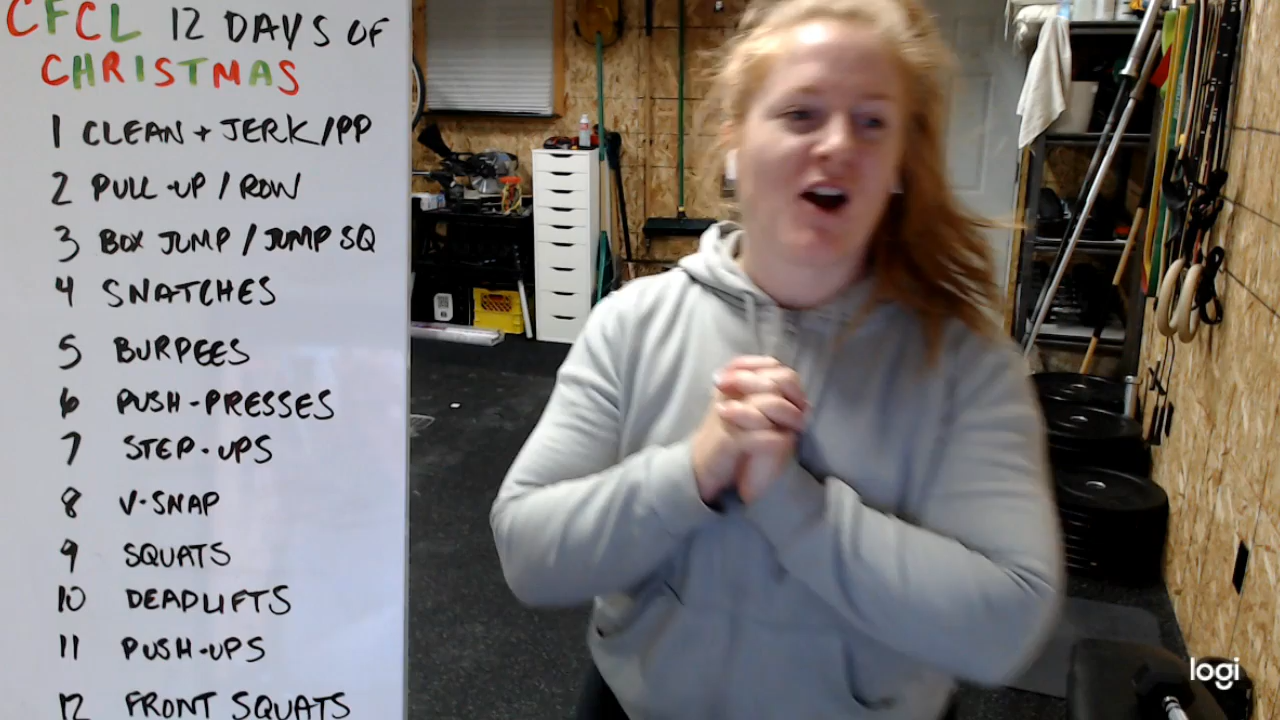 CFCL 12 DAYS OF
CHRISTMAS
1 CLEAN + JERK/PP
2 PULL-UP / ROW
3 BOX JUMP / JUMP SQ
4 SNATCHES
5 BURPEES
6 PUSH-PRESSES
7 STEP-UPS
8 V-SNAP
9 SQUATS
10 DEADLIFTS
11 PUSH-UPS
12 FRONT SQUATS
logi